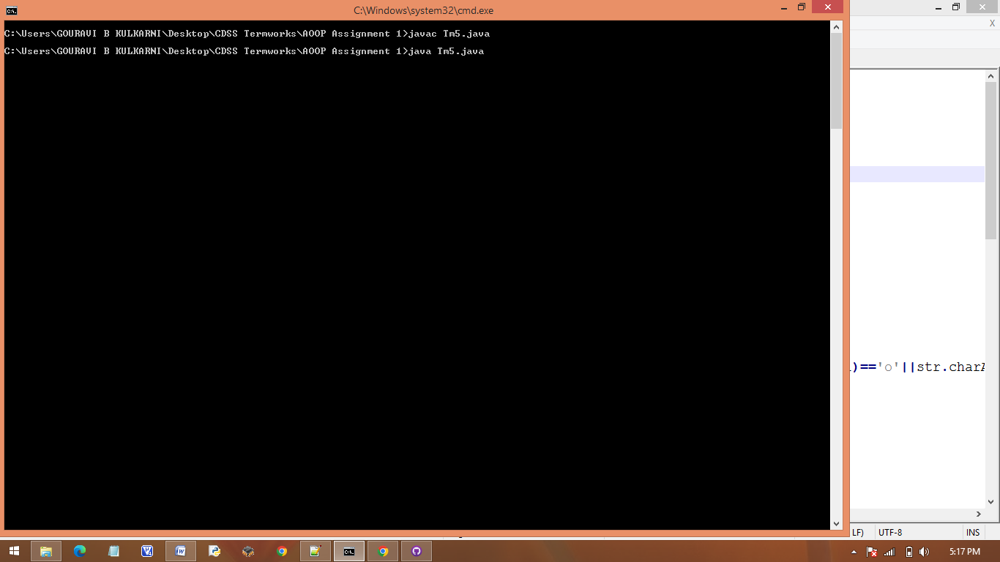 C:\Windows\system32\cmd.exe
C:\Users\GOURAVI B KULKARNI\Desktop\CDSS Termworks\AOOP Assignment 1>javac Tm5.java
C:\Users\GOURAVI B KULKARNI\Desktop\CDSS Termworks\AOOP Assignment 1>java Tm5.java
)=='o'||str.char
LF) UTF-8 INS
5:17 PM